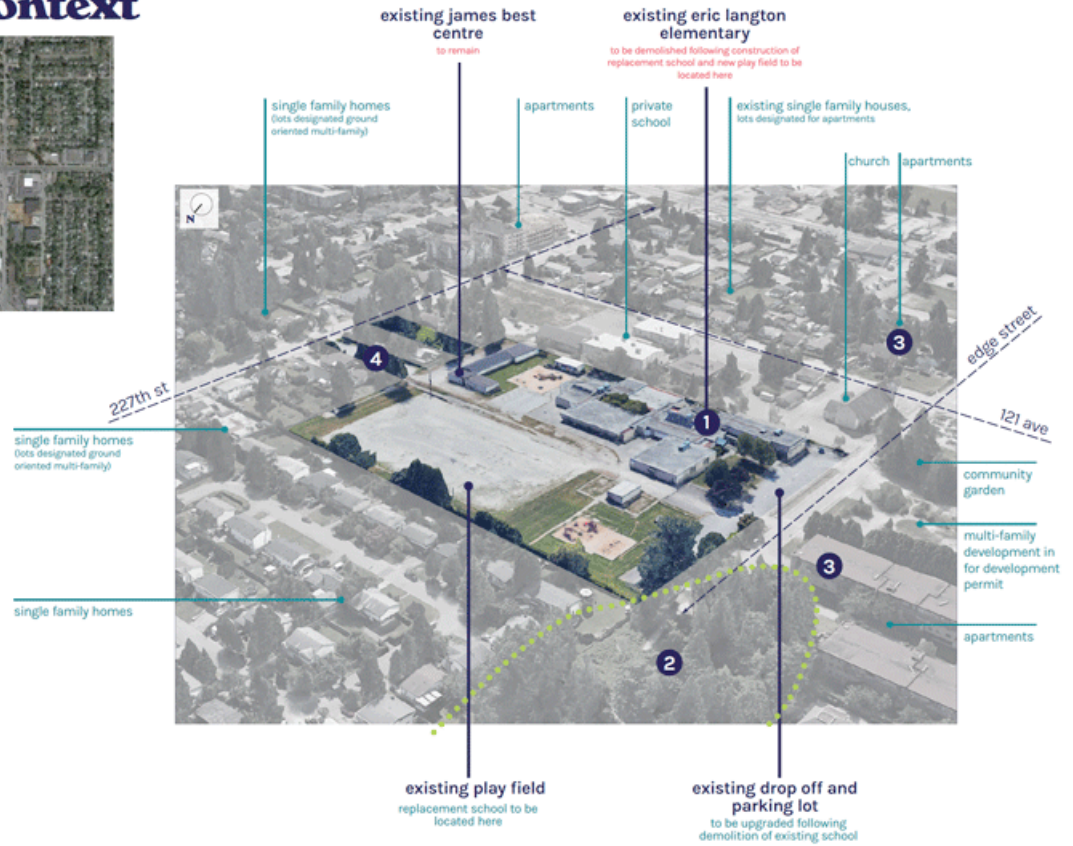 ontext
existing james best
centre
to remain
existing eric langton
elementary
to be demolished following construction of
replacement school and new play field to be
located here
single family homes
(lots designated ground
oriented multi-family)
apartments
private
school
existing single family houses,
lots designated for apartments
church
apartments
N
3
edge street
4
227th st
1
121 ave
single family homes
(lots designated ground
oriented multi-family)
community
garden
multi-family
development in
for development
permit
3
single family homes
apartments
2
existing play field
replacement school to be
located here
existing drop off and
parking lot
to be upgraded following
demolition of existing school